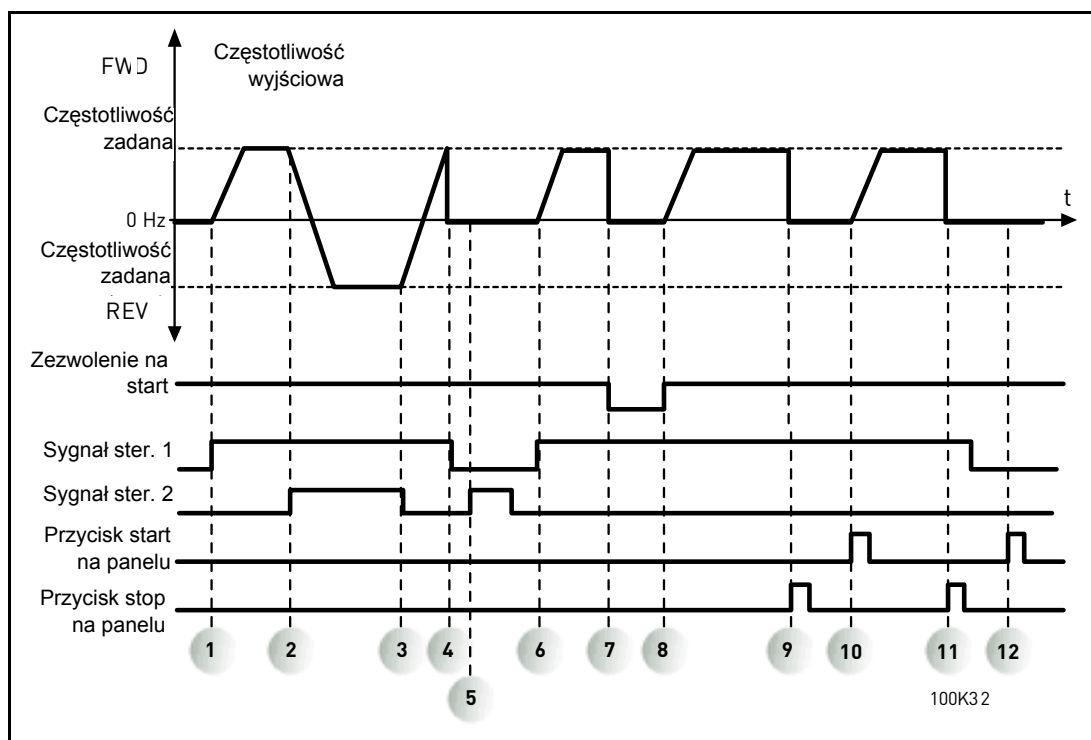 FWD
Częstotliwość
wyjściowa
Częstotliwość
zadana
t
0 Hz
Częstotliwość
zadana
REV
Zezwolenie na
start
Sygnał ster. 1
Sygnał ster. 2
Przycisk start
na panelu
Przycisk stop
na panelu
1 2 3 4 6 7 8 9 10 11 12
5
100K32